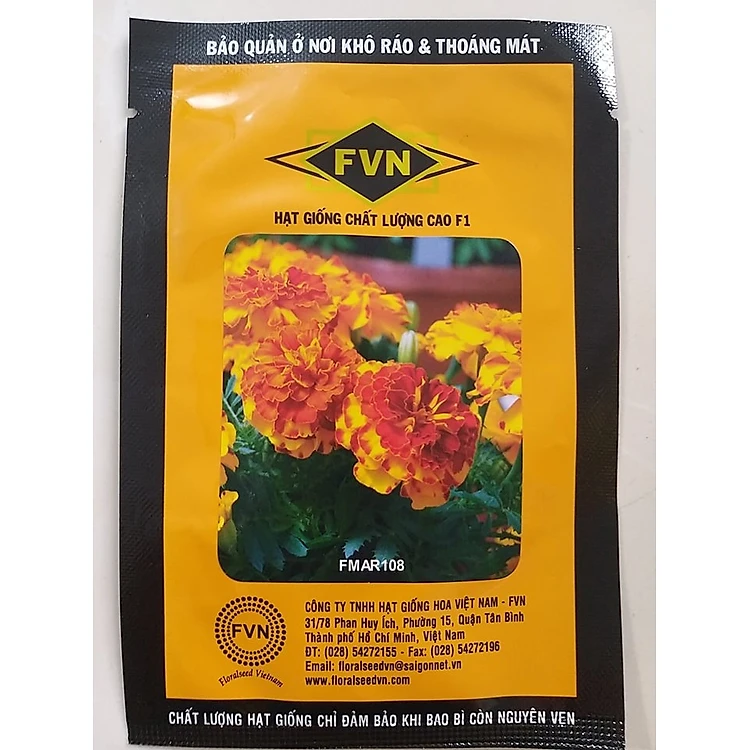 BẢO QUẢN Ở NƠI KHÔ RÁO & THOÁNG MÁT
FVN
HẠT GIỐNG CHẤT LƯỢNG CAO F1
FMAR108
FVN
Floralseed Vietnam
CÔNG TY TNHH HẠT GIỐNG HOA VIỆT NAM - FVN
31/78 Phan Huy Ích, Phường 15, Quận Tân Bình
Thành phố Hồ Chí Minh, Việt Nam
ĐT: (028) 54272155 - Fax: (028) 54272196
Email: floralseedvn@saigonnet.vn
www.floralseedvn.com
CHẤT LƯỢNG HẠT GIỐNG CHỈ ĐẢM BẢO KHI BAO BÌ CÒN NGUYÊN VẸN